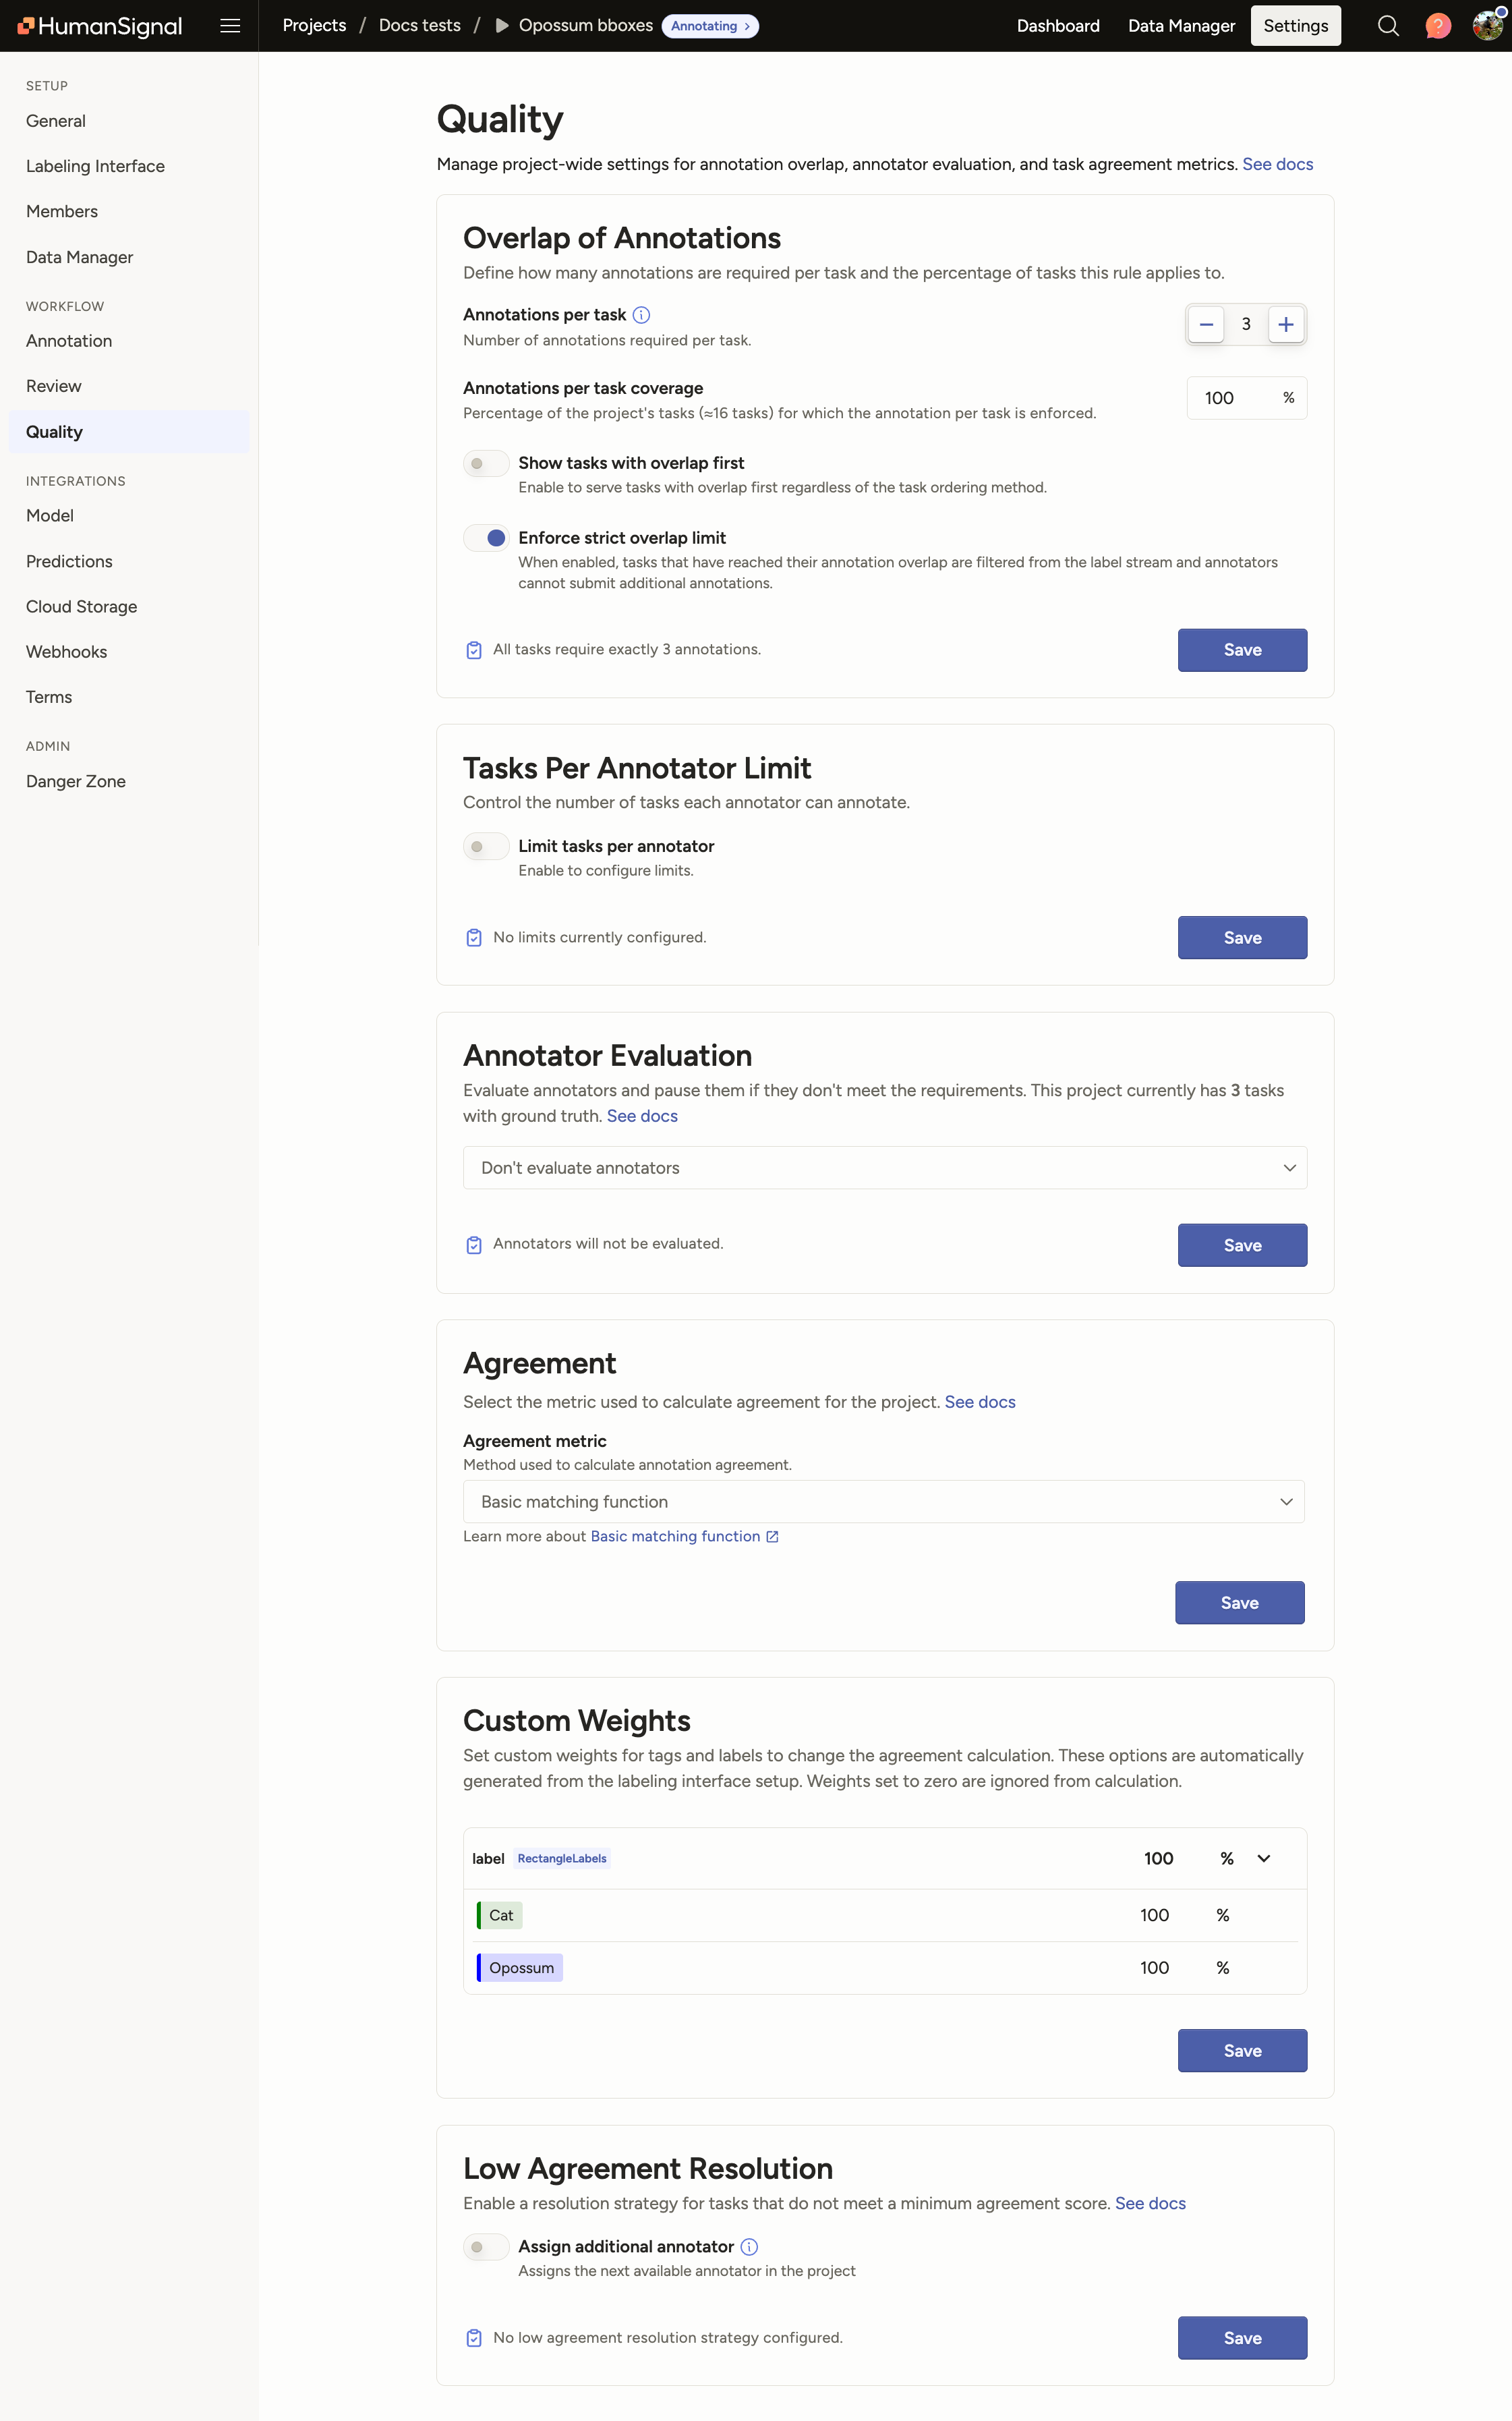 HumanSignal
Projects / Docs tests / Opossum bboxes Annotating >
Dashboard Data Manager Settings
SETUP
General
Labeling Interface
Members
Data Manager
WORKFLOW
Annotation
Review
Quality
INTEGRATIONS
Model
Predictions
Cloud Storage
Webhooks
Terms
ADMIN
Danger Zone
Quality
Manage project-wide settings for annotation overlap, annotator evaluation, and task agreement metrics. See docs
Overlap of Annotations
Define how many annotations are required per task and the percentage of tasks this rule applies to.
Annotations per task
Number of annotations required per task.
3
Annotations per task coverage
Percentage of the project's tasks (≈16 tasks) for which the annotation per task is enforced.
100 %
Show tasks with overlap first
Enable to serve tasks with overlap first regardless of the task ordering method.
Enforce strict overlap limit
When enabled, tasks that have reached their annotation overlap are filtered from the label stream and annotators
cannot submit additional annotations.
All tasks require exactly 3 annotations.
Save
Tasks Per Annotator Limit
Control the number of tasks each annotator can annotate.
Limit tasks per annotator
Enable to configure limits.
No limits currently configured.
Save
Annotator Evaluation
Evaluate annotators and pause them if they don't meet the requirements. This project currently has 3 tasks
with ground truth. See docs
Don't evaluate annotators
Annotators will not be evaluated.
Save
Agreement
Select the metric used to calculate agreement for the project. See docs
Agreement metric
Method used to calculate annotation agreement.
Basic matching function
Learn more about Basic matching function
Save
Custom Weights
Set custom weights for tags and labels to change the agreement calculation. These options are automatically
generated from the labeling interface setup. Weights set to zero are ignored from calculation.
label RectangleLabels 100 %
Cat 100 %
Opossum 100 %
Save
Low Agreement Resolution
Enable a resolution strategy for tasks that do not meet a minimum agreement score. See docs
Assign additional annotator
Assigns the next available annotator in the project
No low agreement resolution strategy configured.
Save